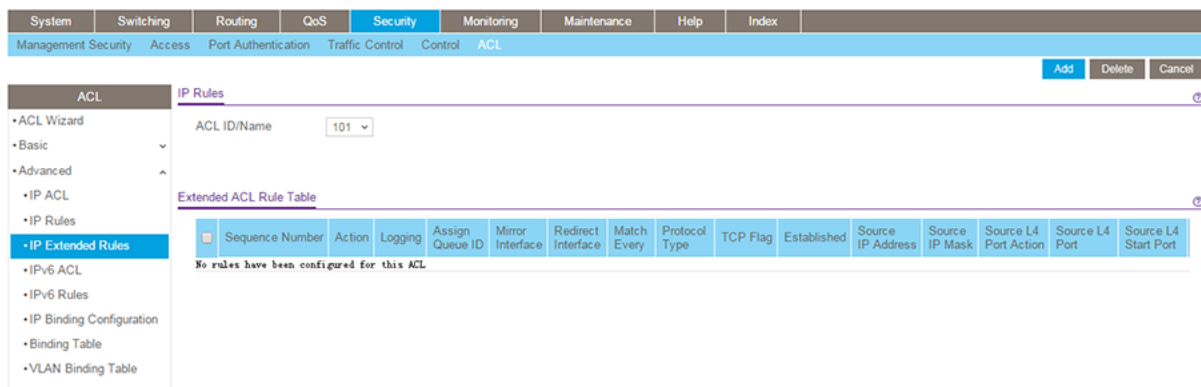 System Switching Routing QoS Security Monitoring Maintenance Help Index
Management Security Access Port Authentication Traffic Control Control ACL
Add Delete Cancel
ACL
•ACL Wizard
•Basic
•Advanced
•IP ACL
•IP Rules
•IP Extended Rules
•IPv6 ACL
•IPv6 Rules
•IP Binding Configuration
•Binding Table
•VLAN Binding Table
IP Rules
ACL ID/Name 101
Extended ACL Rule Table
Sequence Number Action Logging Assign Queue ID Mirror Interface Redirect Interface Match Every Protocol Type TCP Flag Established Source IP Address Source IP Mask Source L4 Port Action Source L4 Port Source L4 Start Port
No rules have been configured for this ACL